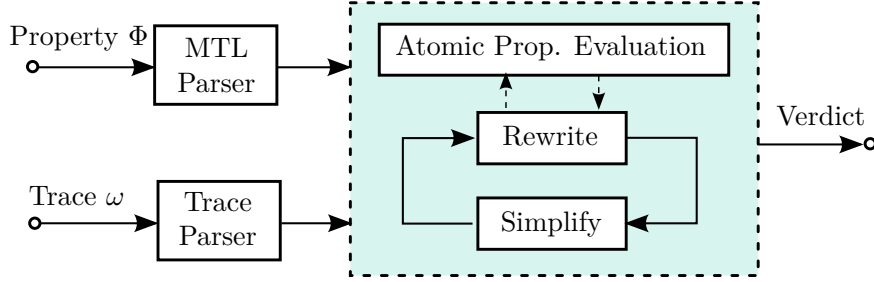 Property Φ
MTL
Parser
Atomic Prop. Evaluation
Rewrite
Verdict
Trace ω
Trace
Parser
Simplify